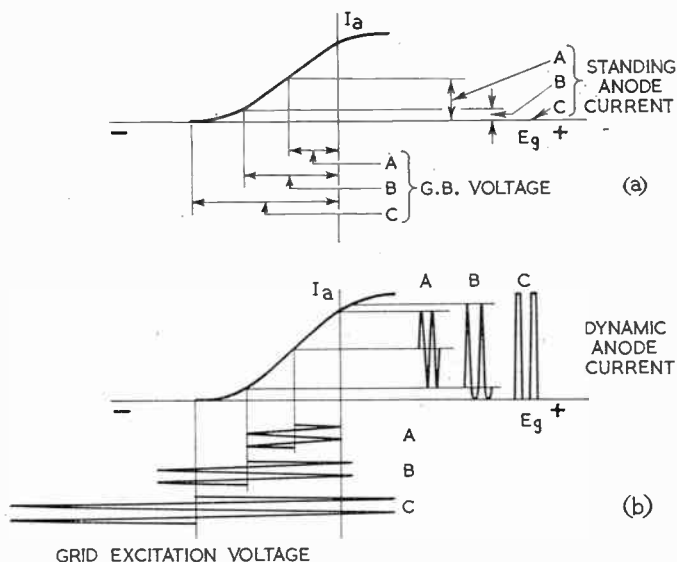 Ia
A
B
C
STANDING
ANODE
CURRENT
− Eg +
A
B
C
G.B. VOLTAGE
(a)
Ia
A B C
DYNAMIC
ANODE
CURRENT
− Eg +
A
B
C
(b)
GRID EXCITATION VOLTAGE